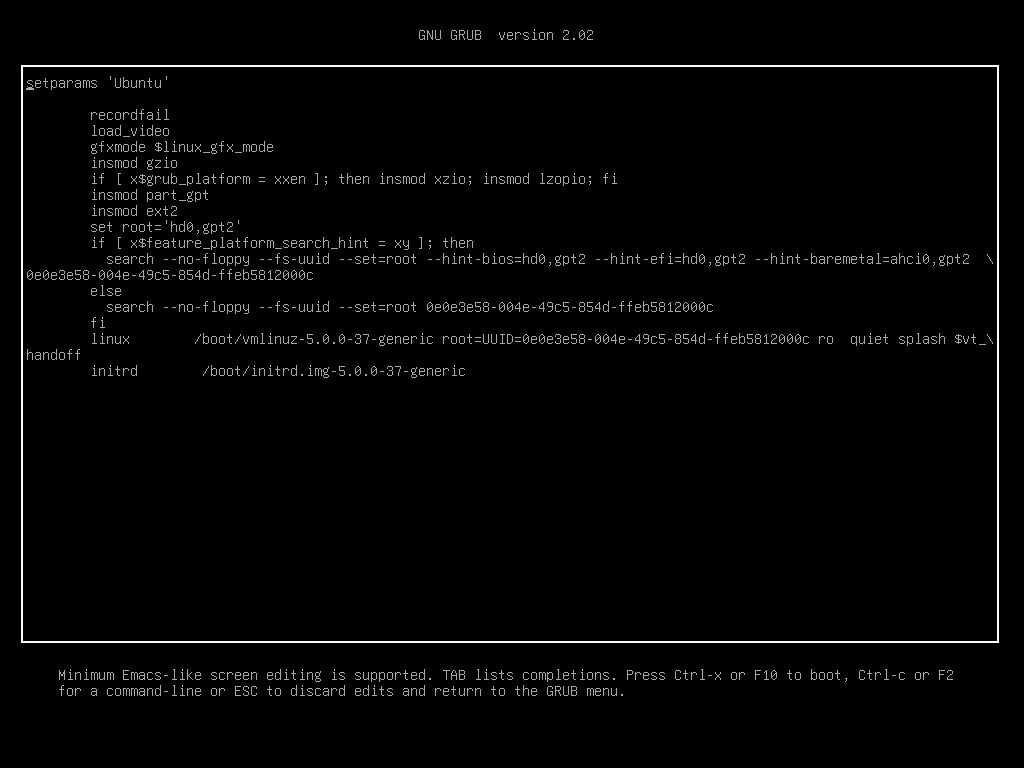 GNU GRUB  version 2.02
setparams 'Ubuntu'
recordfail
load_video
gfxmode $linux_gfx_mode
insmod gzio
if [ x$grub_platform = xxen ]; then insmod xzio; insmod lzopio; fi
insmod part_gpt
insmod ext2
set root='hd0,gpt2'
if [ x$feature_platform_search_hint = xy ]; then
search --no-floppy --fs-uuid --set=root --hint-bios=hd0,gpt2 --hint-efi=hd0,gpt2 --hint-baremetal=ahci0,gpt2  \
0e0e3e58-004e-49c5-854d-ffeb5812000c
else
search --no-floppy --fs-uuid --set=root 0e0e3e58-004e-49c5-854d-ffeb5812000c
fi
linux        /boot/vmlinuz-5.0.0-37-generic root=UUID=0e0e3e58-004e-49c5-854d-ffeb5812000c ro  quiet splash $vt_\
handoff
initrd        /boot/initrd.img-5.0.0-37-generic
Minimum Emacs-like screen editing is supported. TAB lists completions. Press Ctrl-x or F10 to boot, Ctrl-c or F2
for a command-line or ESC to discard edits and return to the GRUB menu.